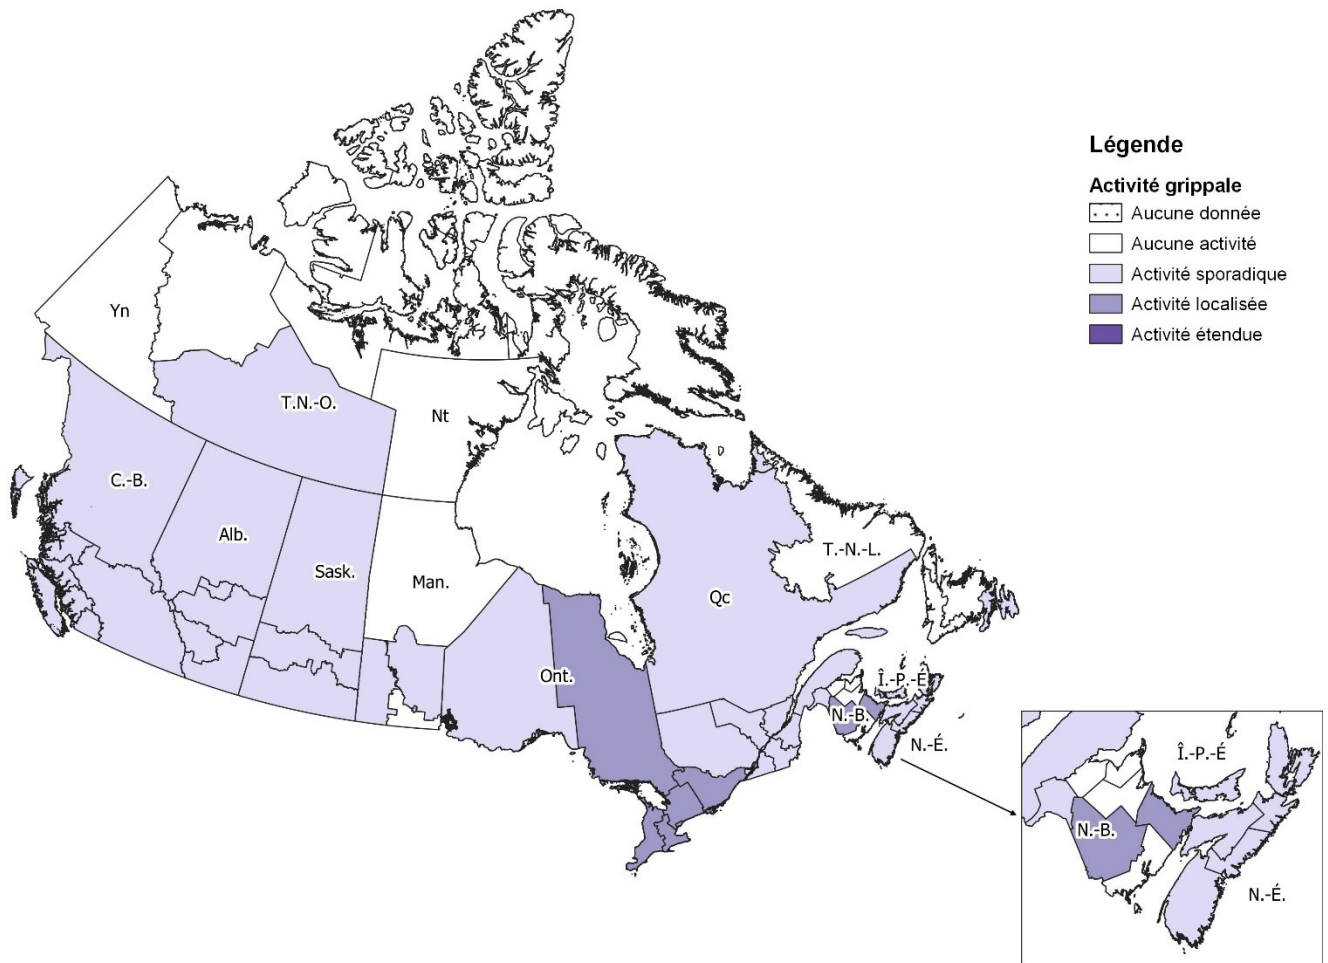 Légende
Activité grippale
Aucune donnée
Aucune activité
Activité sporadique
Activité localisée
Activité étendue
Yn
T.N.-O.
Nt
C.-B.
Alb.
Sask.
Man.
T.-N.-L.
Qc
Ont.
Î.-P.-É
N.-B.
N.-É.
Î.-P.-É
N.-B.
N.-É.